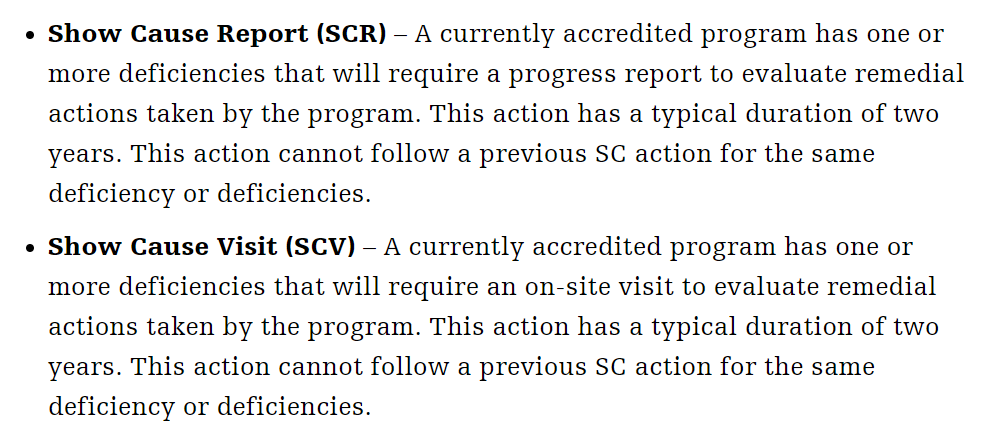 • Show Cause Report (SCR) – A currently accredited program has one or
more deficiencies that will require a progress report to evaluate remedial
actions taken by the program. This action has a typical duration of two
years. This action cannot follow a previous SC action for the same
deficiency or deficiencies.
• Show Cause Visit (SCV) – A currently accredited program has one or
more deficiencies that will require an on-site visit to evaluate remedial
actions taken by the program. This action has a typical duration of two
years. This action cannot follow a previous SC action for the same
deficiency or deficiencies.